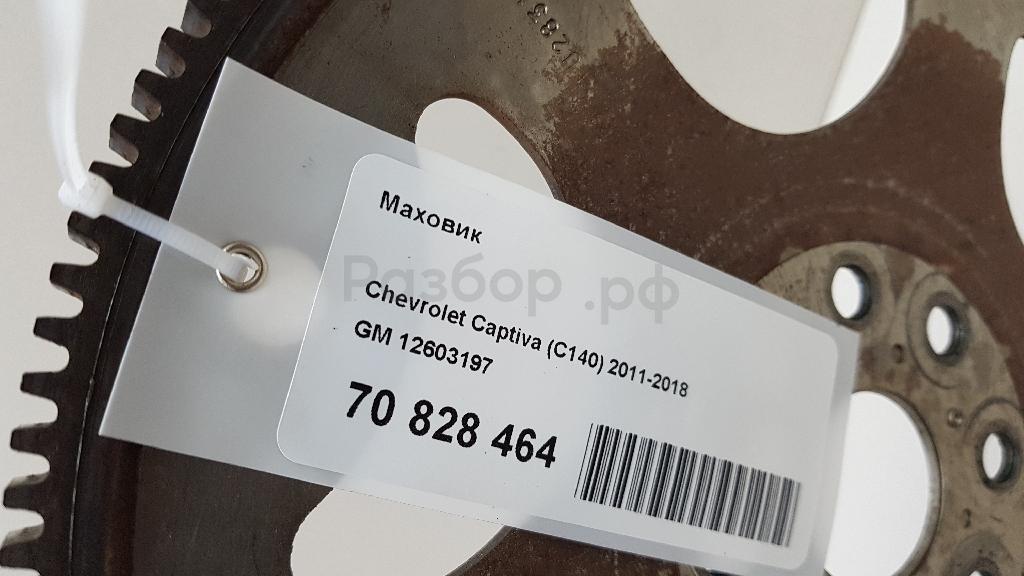 Маховик
Разбор.рф
Chevrolet Captiva (C140) 2011-2018
GM 12603197
70 828 464